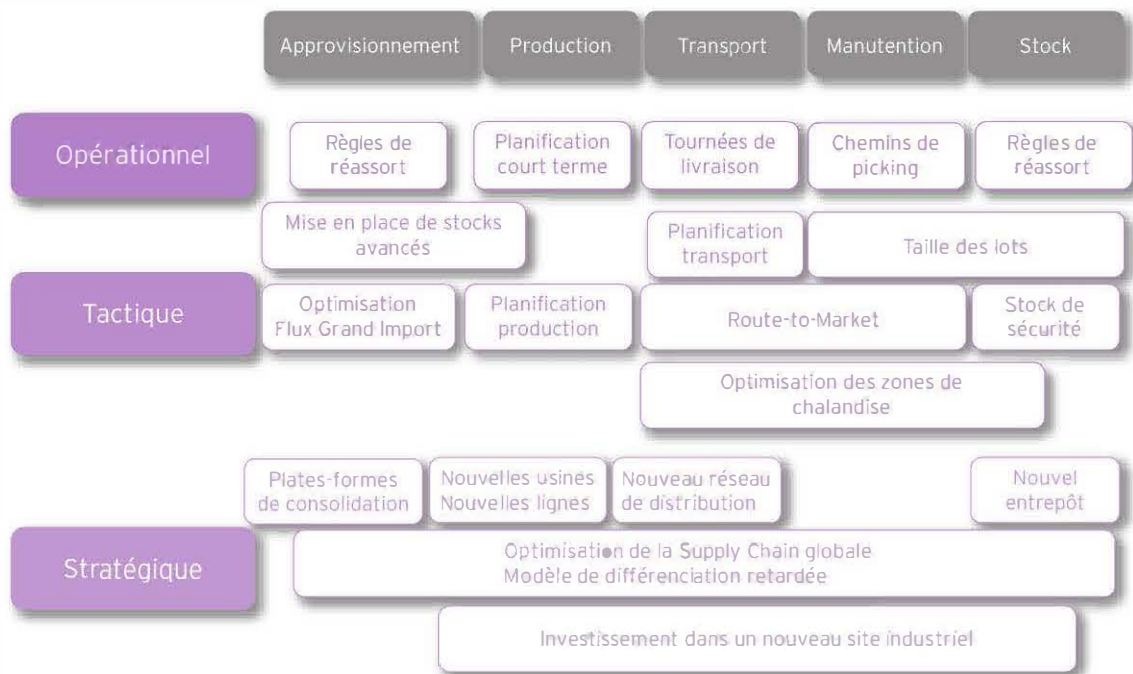 Approvisionnement
Production
Transport
Manutention
Stock
Opérationnel
Règles de
réassort
Planification
court terme
Tournées de
livraison
Chemins de
picking
Règles de
réassort
Mise en place de stocks
avancés
Planification
transport
Taille des lots
Tactique
Optimisation
Flux Grand Import
Planification
production
Route-to-Market
Stock de
sécurité
Optimisation des zones de
chalandise
Plates-formes
de consolidation
Nouvelles usines
Nouvelles lignes
Nouveau réseau
de distribution
Nouvel
entrepôt
Stratégique
Optimisation de la Supply Chain globale
Modèle de différenciation retardée
Investissement dans un nouveau site industriel